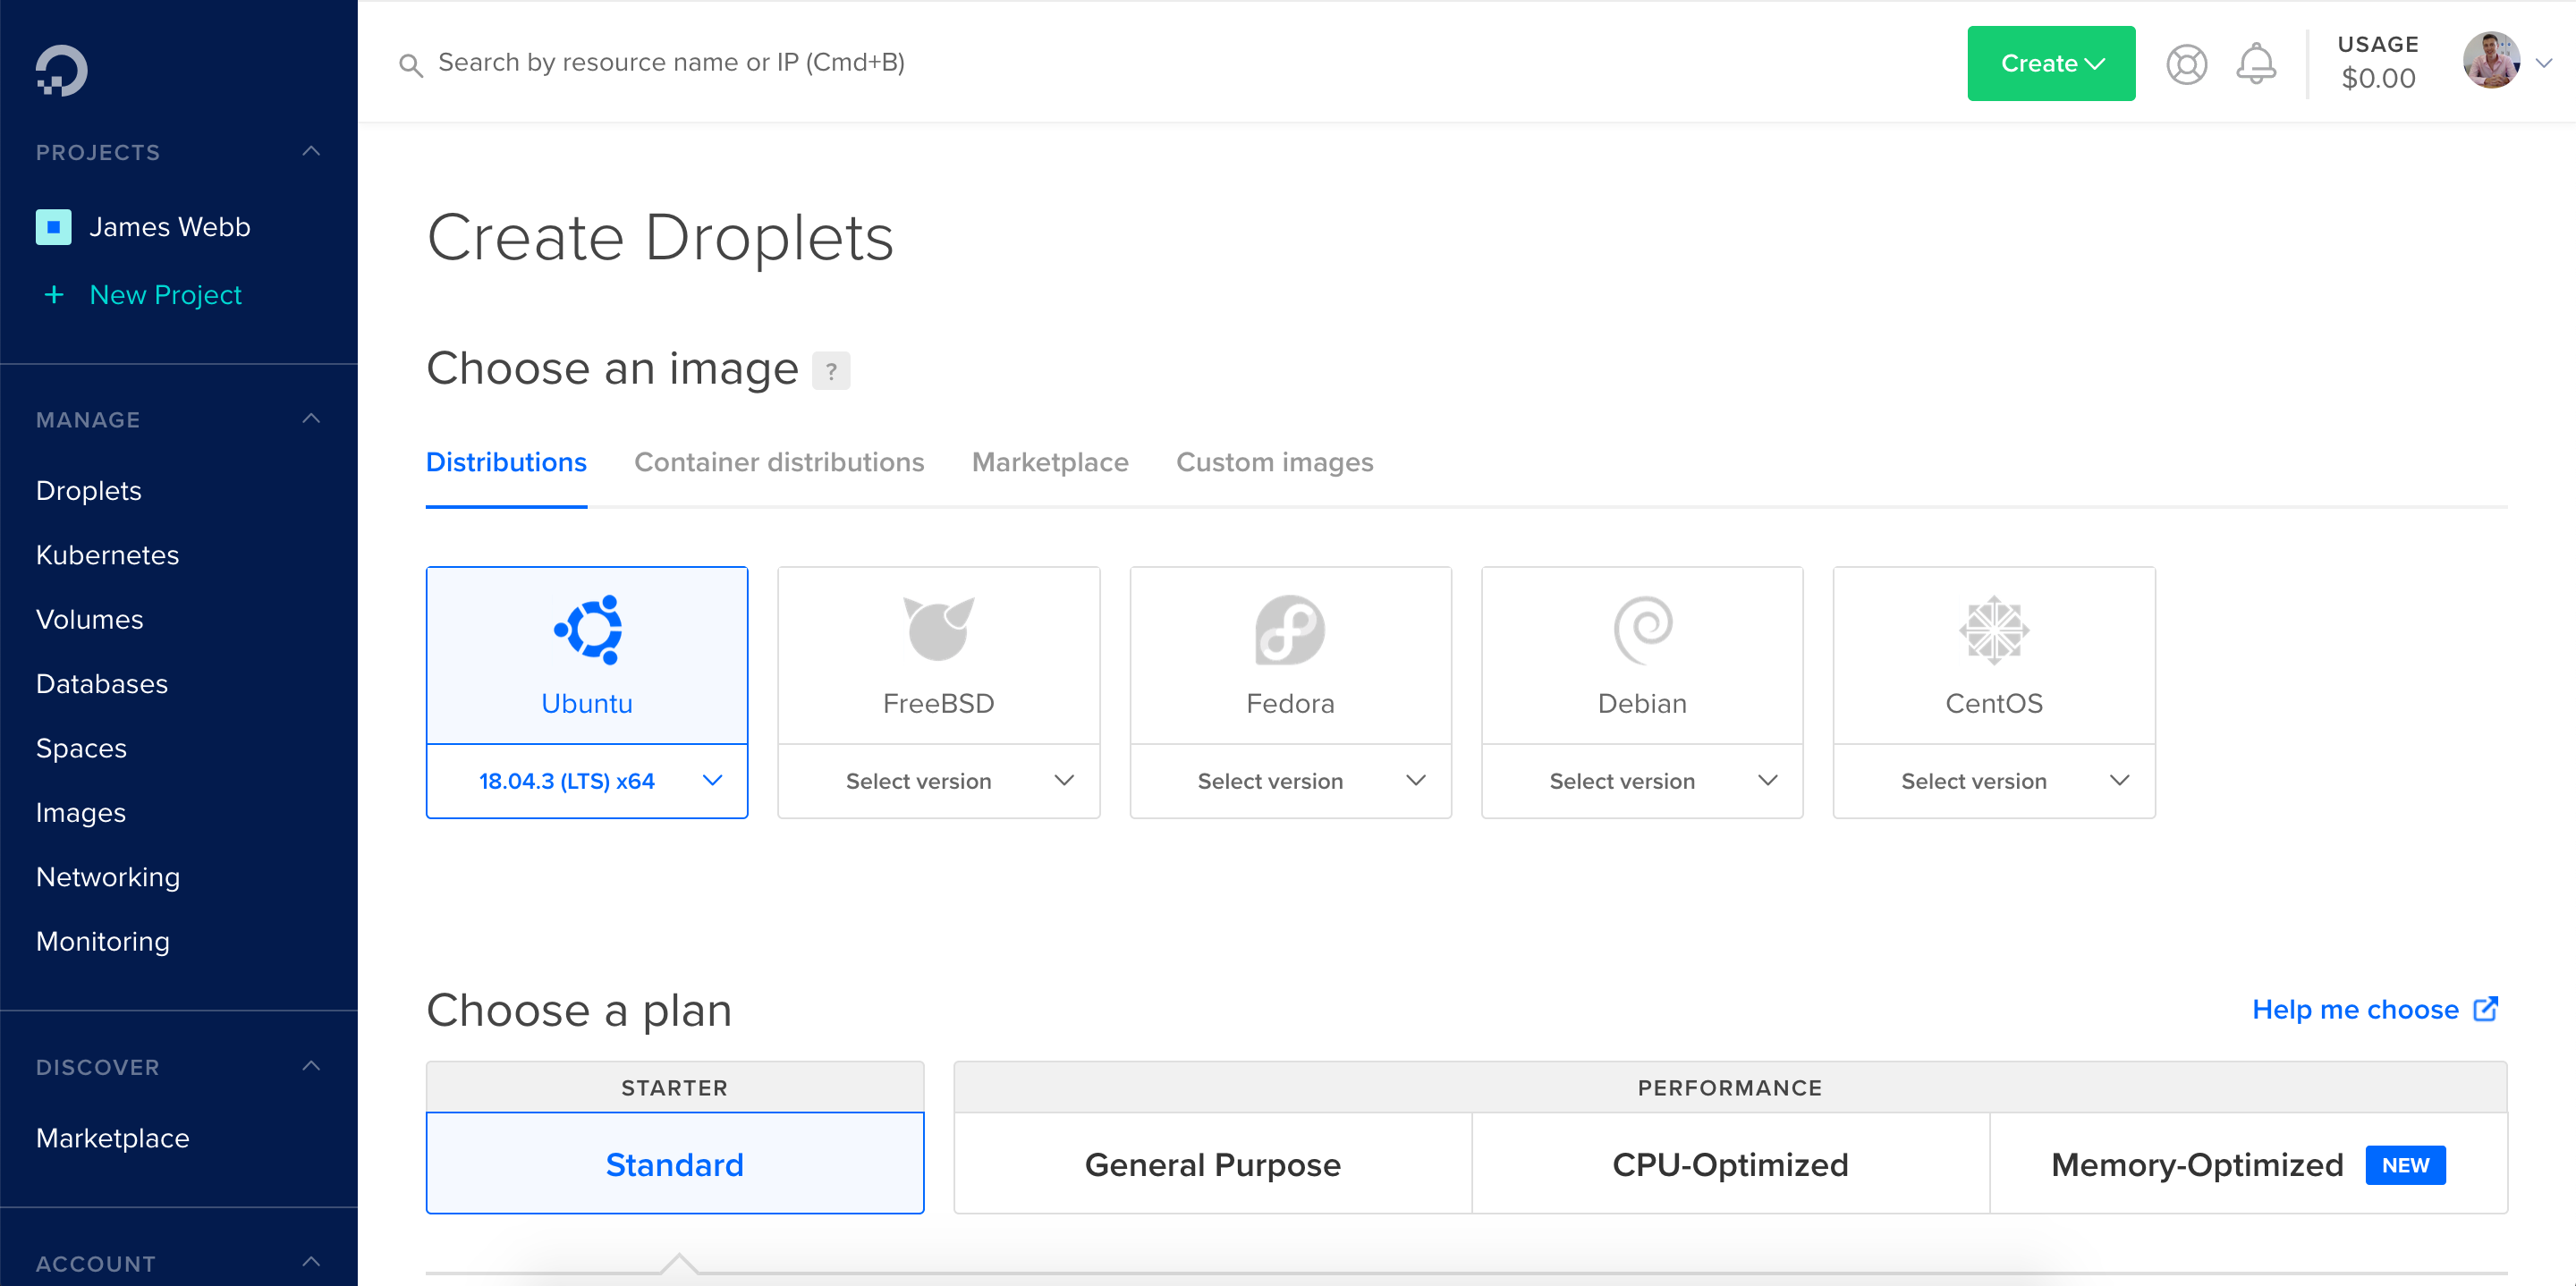 Search by resource name or IP (Cmd+B)
Create
USAGE
$0.00
PROJECTS
James Webb
+ New Project
MANAGE
Droplets
Kubernetes
Volumes
Databases
Spaces
Images
Networking
Monitoring
DISCOVER
Marketplace
ACCOUNT
Create Droplets
Choose an image ?
Distributions Container distributions Marketplace Custom images
Ubuntu FreeBSD Fedora Debian CentOS
18.04.3 (LTS) x64 Select version Select version Select version Select version
Choose a plan
Help me choose
STARTER PERFORMANCE
Standard General Purpose CPU-Optimized Memory-Optimized NEW